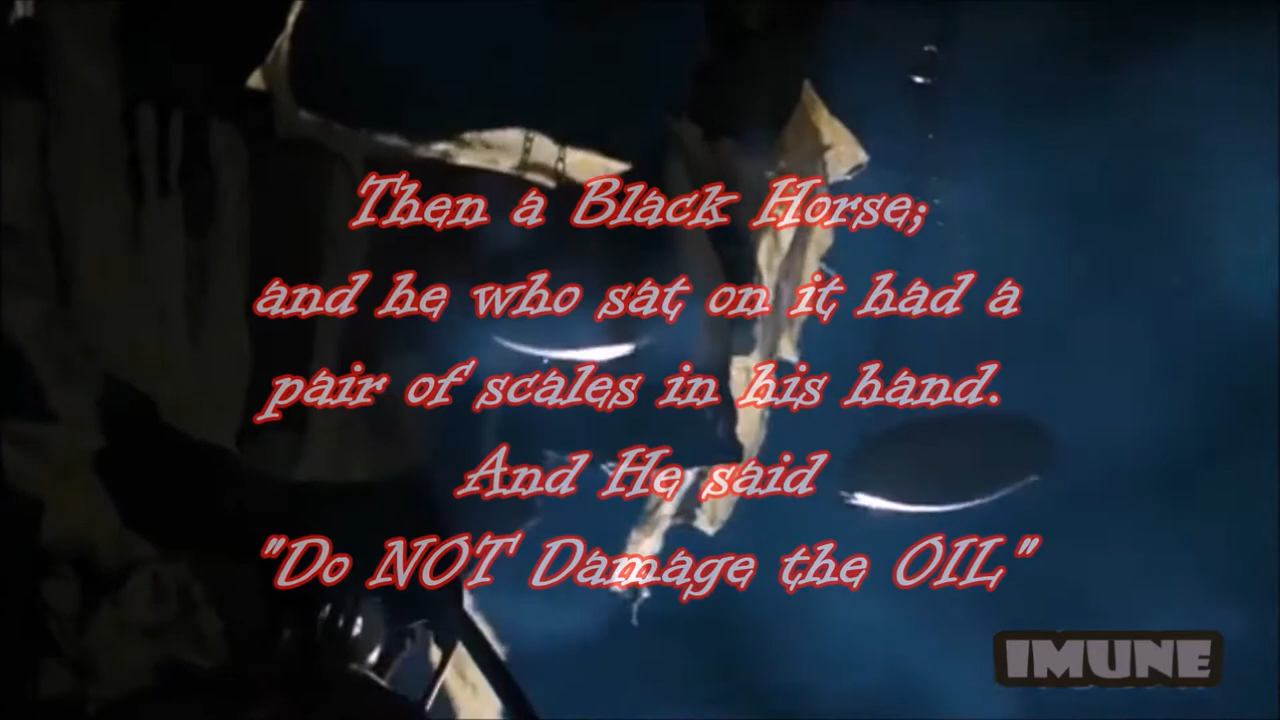 Then a Black Horse;
and he who sat on it had a
pair of scales in his hand.
And He said
"Do NOT Damage the OIL"
IMUNE